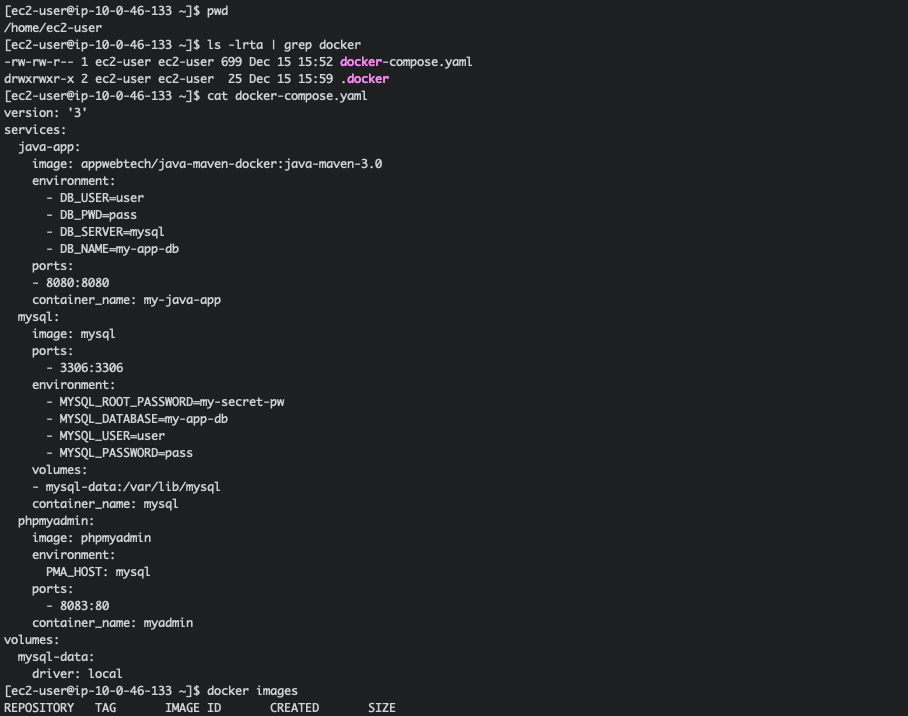 [ec2-user@ip-10-0-46-133 ~]$ pwd
/home/ec2-user
[ec2-user@ip-10-0-46-133 ~]$ ls -lrta | grep docker
-rw-rw-r-- 1 ec2-user ec2-user 699 Dec 15 15:52 docker-compose.yaml
drwxrwxr-x 2 ec2-user ec2-user  25 Dec 15 15:59 .docker
[ec2-user@ip-10-0-46-133 ~]$ cat docker-compose.yaml
version: '3'
services:
  java-app:
    image: appwebtech/java-maven-docker:java-maven-3.0
    environment:
      - DB_USER=user
      - DB_PWD=pass
      - DB_SERVER=mysql
      - DB_NAME=my-app-db
    ports:
    - 8080:8080
    container_name: my-java-app
  mysql:
    image: mysql
    ports:
      - 3306:3306
    environment:
      - MYSQL_ROOT_PASSWORD=my-secret-pw
      - MYSQL_DATABASE=my-app-db
      - MYSQL_USER=user
      - MYSQL_PASSWORD=pass
    volumes:
    - mysql-data:/var/lib/mysql
    container_name: mysql
  phpmyadmin:
    image: phpmyadmin
    environment:
      PMA_HOST: mysql
    ports:
      - 8083:80
    container_name: myadmin
volumes:
  mysql-data:
    driver: local
[ec2-user@ip-10-0-46-133 ~]$ docker images
REPOSITORY   TAG       IMAGE ID       CREATED       SIZE